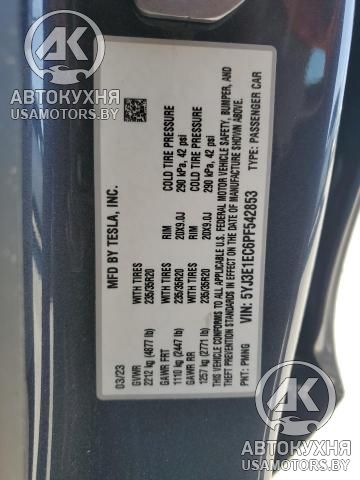 АК
АВТОКУХНЯ
USAMOTORS.BY
MFD BY TESLA, INC.
03/23
GVWR
2212 kg (4877 lb)
GAWR FRT
1110 kg (2447 lb)
GAWR RR
1257 kg (2771 lb)
WITH TIRES
235/35R20
WITH TIRES
235/35R20
WITH TIRES
235/35R20
RIM
20X9.0J
RIM
20X9.0J
COLD TIRE PRESSURE
290 kPa, 42 psi
COLD TIRE PRESSURE
290 kPa, 42 psi
THIS VEHICLE CONFORMS TO ALL APPLICABLE FEDERAL MOTOR VEHICLE SAFETY, BUMPER, AND
THEFT PREVENTION STANDARDS IN EFFECT ON THE DATE OF MANUFACTURE SHOWN ABOVE.
PNT: PMNG
VIN: 5YJ3E1EC6PF542853
TYPE: PASSENGER CAR
АК
АВТОКУХНЯ
USAMOTORS.BY